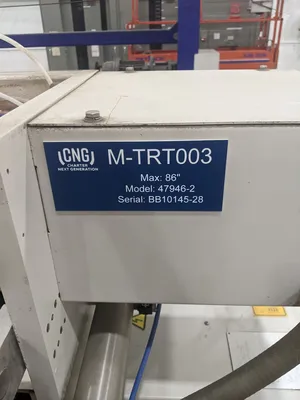 CNG
CHARTER
NEXT GENERATION
M-TRT003
Max: 86"
Model: 47946-2
Serial: BB10145-28